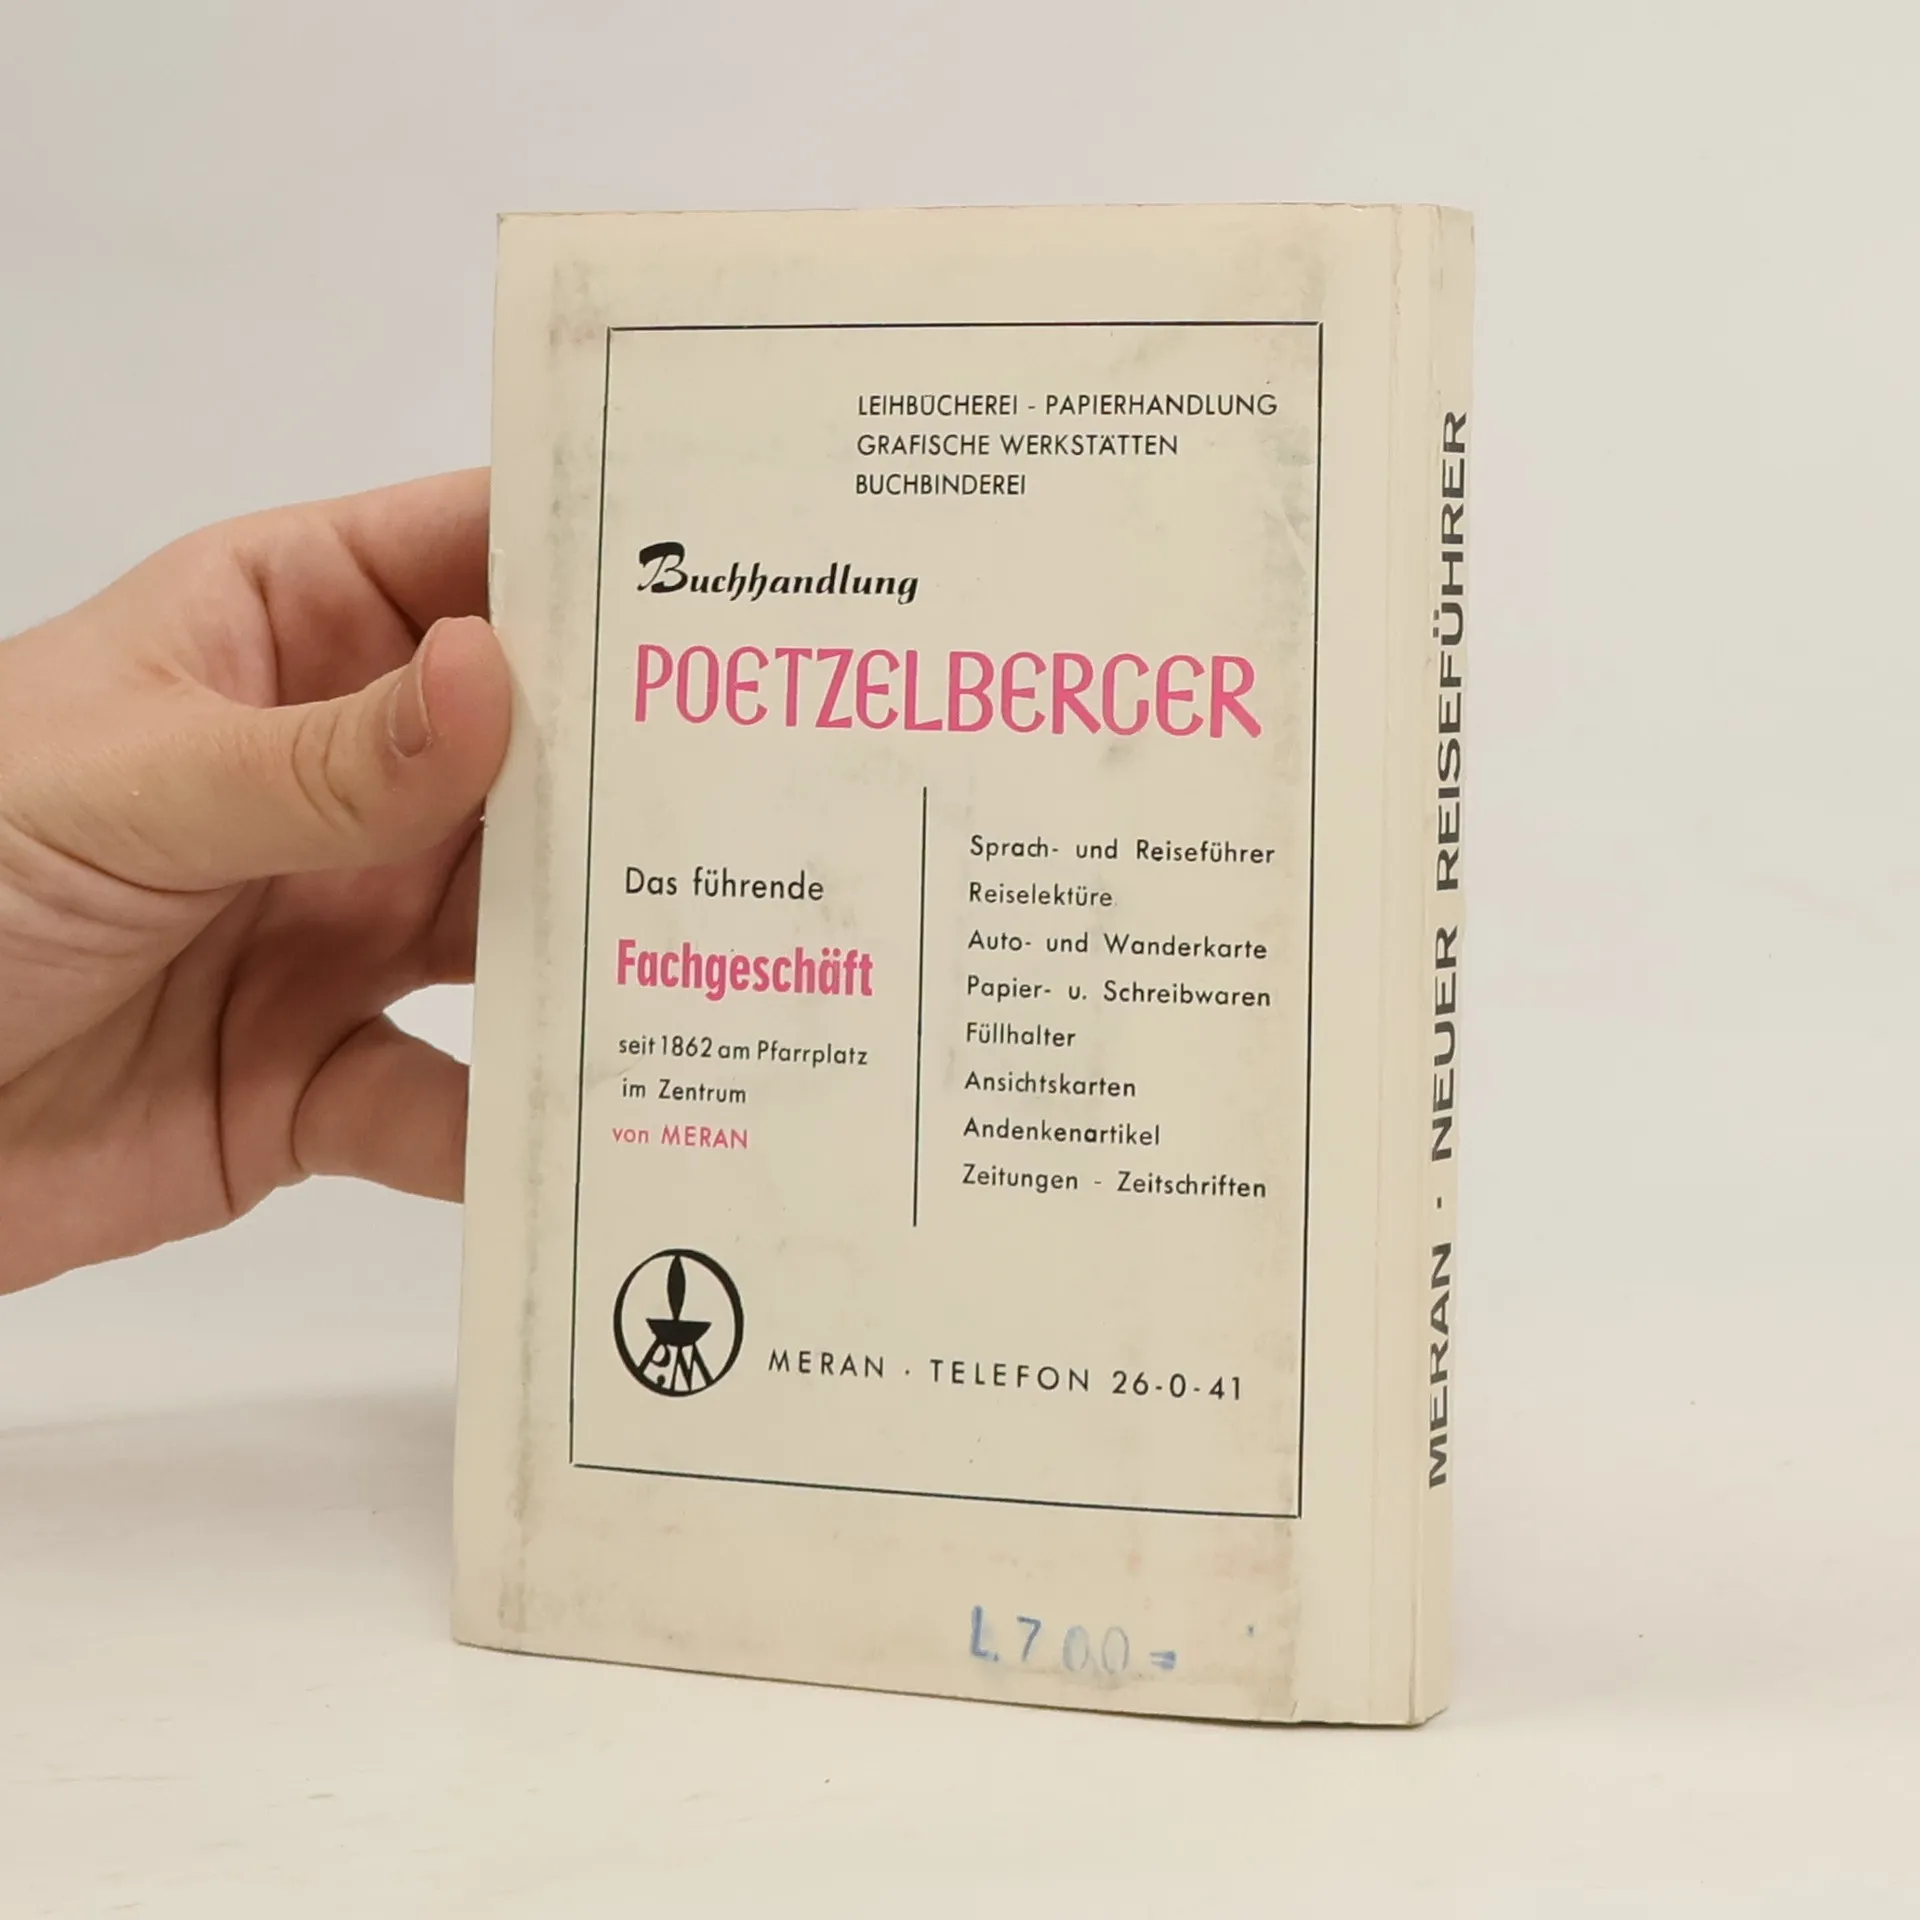 LEIHBÜCHEREI - PAPIERHANDLUNG
GRAFISCHE WERKSTÄTTEN
BUCHBINDEREI
Buchhandlung
POETZELBERGER
Das führende
Fachgeschäft
seit 1862 am Pfarrplatz
im Zentrum
von MERAN
Sprach- und Reiseführer
Reiselektüre
Auto- und Wanderkarte
Papier- u. Schreibwaren
Füllhalter
Ansichtskarten
Andenkenartikel
Zeitungen - Zeitschriften
P.M
MERAN · TELEFON 26-0-41
L. 700=
MERAN · NEUER REISEFÜHRER